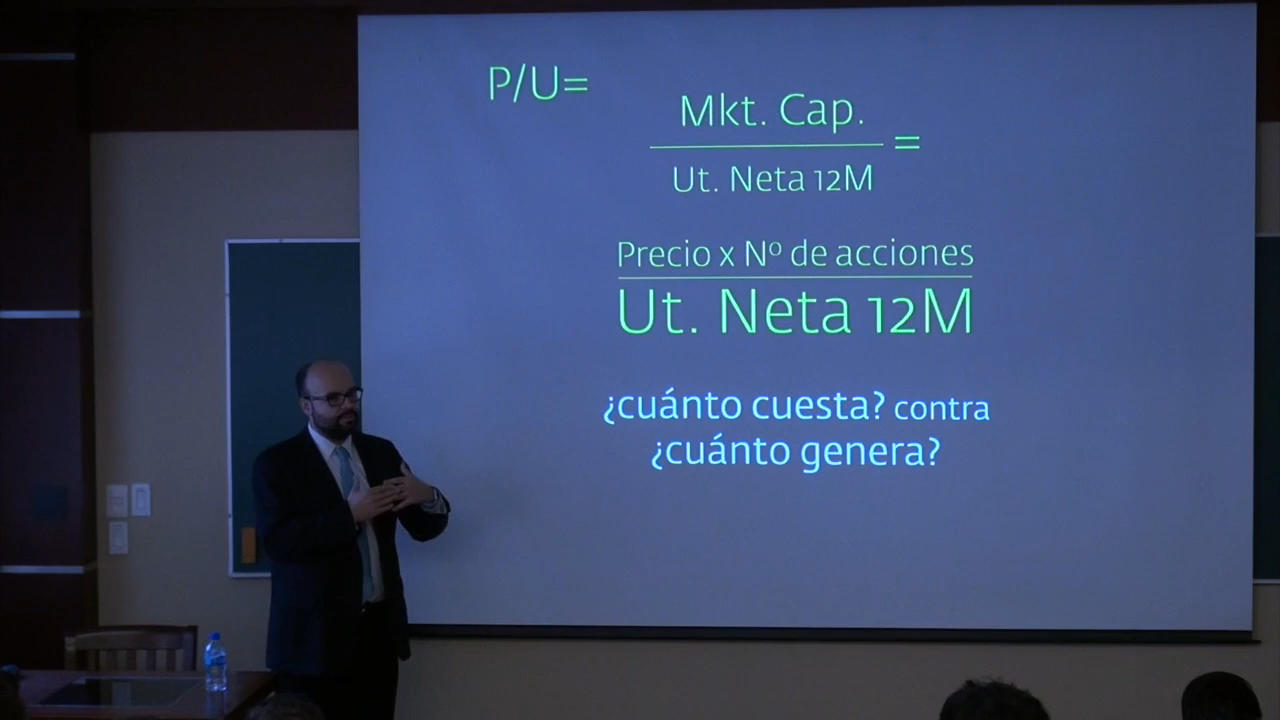 P/U=
Mkt. Cap.
=
Ut. Neta 12M
Precio x Nº de acciones
Ut. Neta 12M
¿cuánto cuesta? contra
¿cuánto genera?